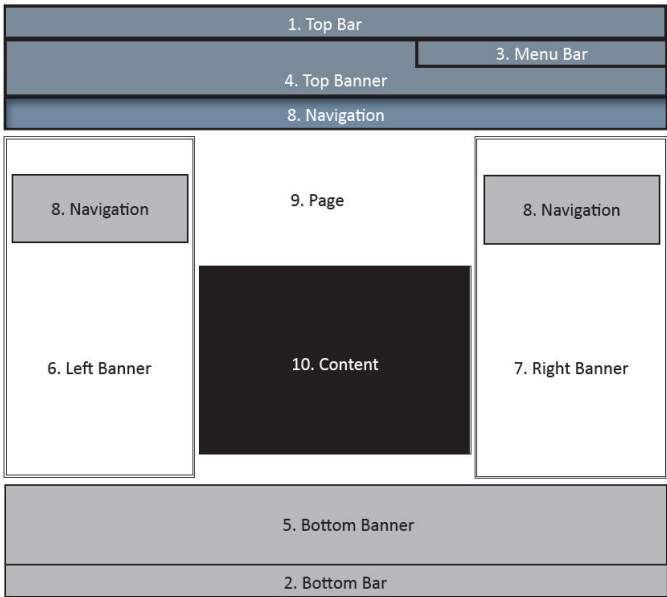 1. Top Bar
3. Menu Bar
4. Top Banner
8. Navigation
8. Navigation
9. Page
8. Navigation
6. Left Banner
10. Content
7. Right Banner
5. Bottom Banner
2. Bottom Bar